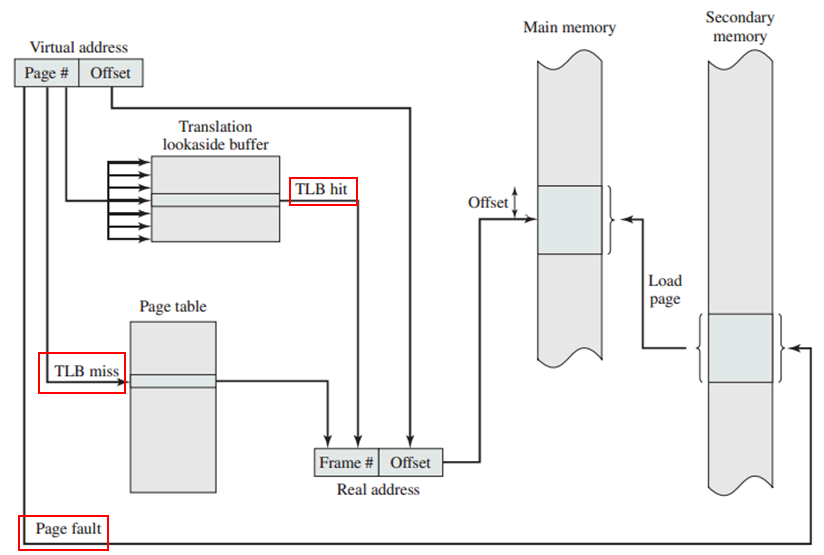 Virtual address
Page #
Offset
Main memory
Secondary
memory
Translation
lookaside buffer
TLB hit
Offset
Load
page
Page table
TLB miss
Frame #
Offset
Real address
Page fault